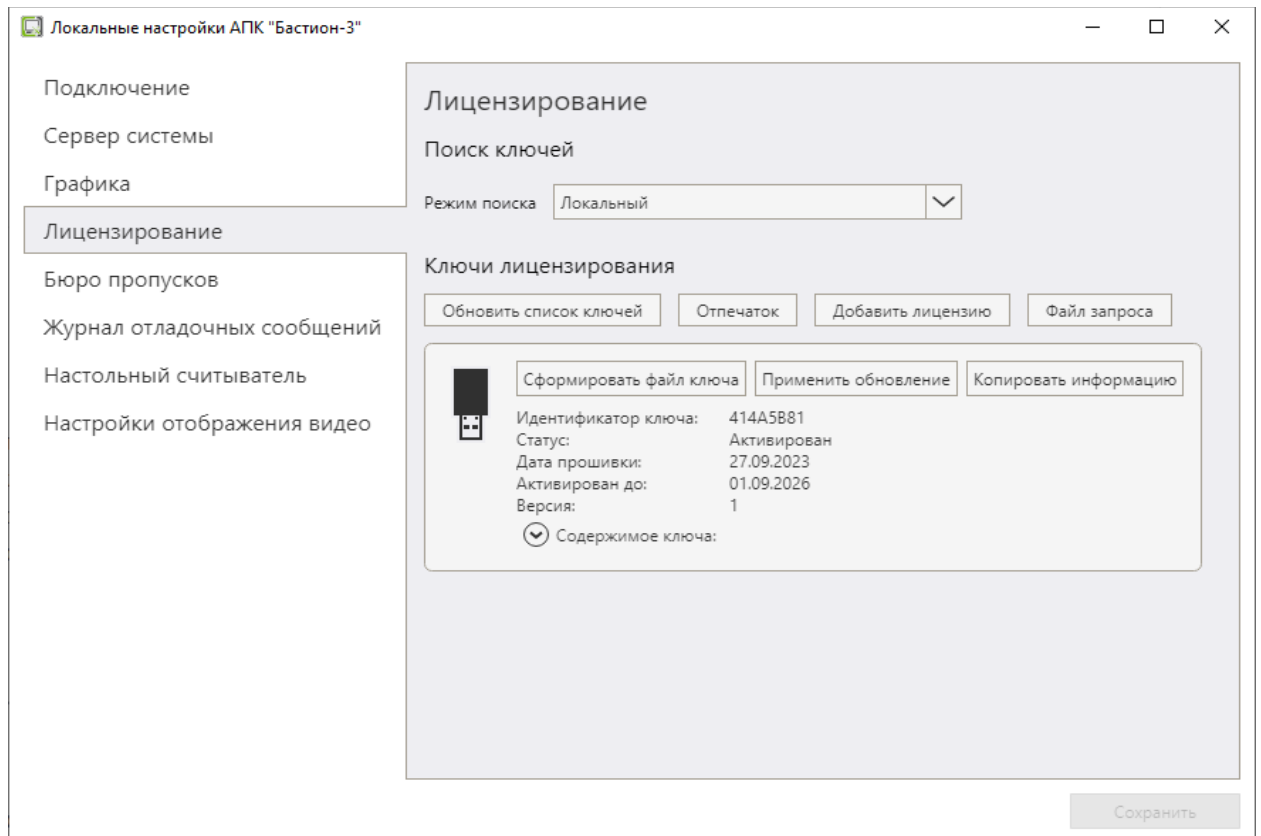 Локальные настройки АПК "Бастион-3"
Подключение
Сервер системы
Графика
Лицензирование
Бюро пропусков
Журнал отладочных сообщений
Настольный считыватель
Настройки отображения видео
Лицензирование
Поиск ключей
Режим поиска Локальный
Ключи лицензирования
Обновить список ключей Отпечаток Добавить лицензию Файл запроса
Сформировать файл ключа Применить обновление Копировать информацию
Идентификатор ключа: 414A5B81
Статус: Активирован
Дата прошивки: 27.09.2023
Активирован до: 01.09.2026
Версия: 1
Содержимое ключа:
Сохранить